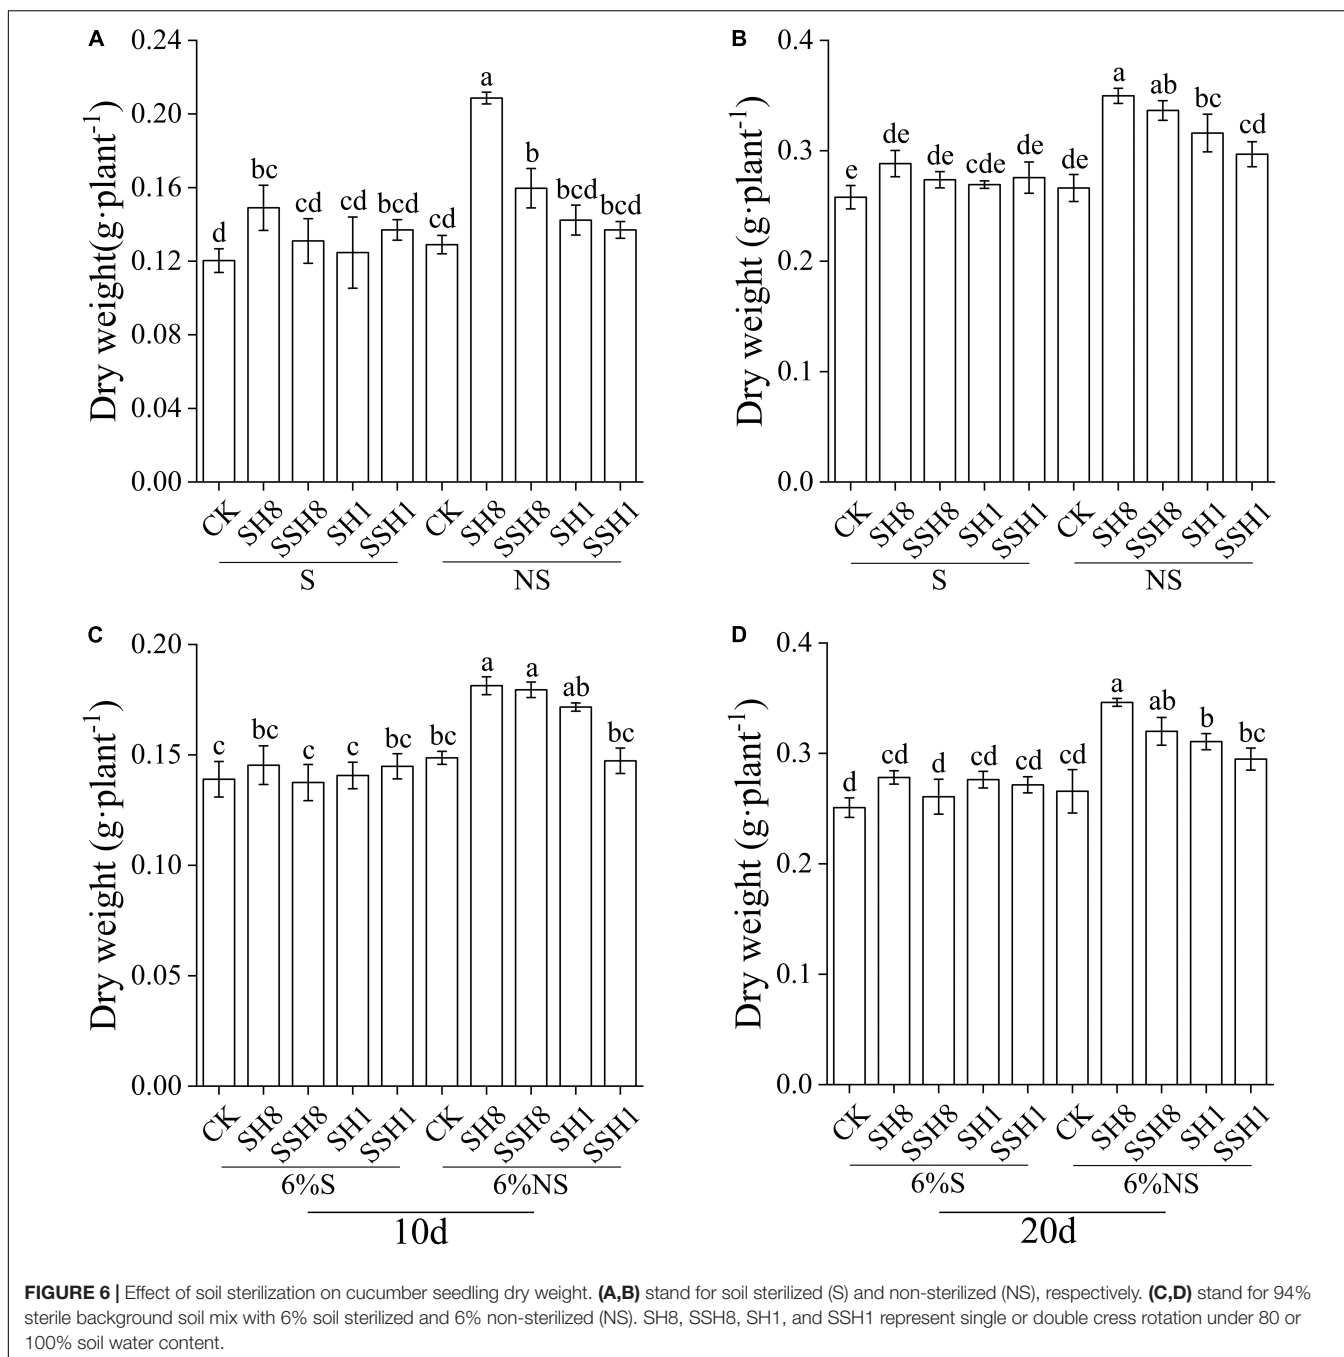 A
Dry weight(g·plant⁻¹)
0.24
0.20
0.16
0.12
0.08
0.04
0.00
d
bc
cd
cd
bcd
cd
a
b
bcd
bcd
CK
SH8
SSH8
SH1
SSH1
CK
SH8
SSH8
SH1
SSH1
S
NS
B
Dry weight (g·plant⁻¹)
0.4
0.3
0.2
0.1
0.0
e
de
de
cde
de
de
a
ab
bc
cd
CK
SH8
SSH8
SH1
SSH1
CK
SH8
SSH8
SH1
SSH1
S
NS
C
Dry weight (g·plant⁻¹)
0.20
0.15
0.10
0.05
0.00
c
bc
c
c
bc
bc
a
a
ab
bc
CK
SH8
SSH8
SH1
SSH1
CK
SH8
SSH8
SH1
SSH1
6%S
6%NS
10d
D
Dry weight (g·plant⁻¹)
0.4
0.3
0.2
0.1
0.0
d
cd
d
cd
cd
cd
a
ab
b
bc
CK
SH8
SSH8
SH1
SSH1
CK
SH8
SSH8
SH1
SSH1
6%S
6%NS
20d
FIGURE 6 | Effect of soil sterilization on cucumber seedling dry weight. (A,B) stand for soil sterilized (S) and non-sterilized (NS), respectively. (C,D) stand for 94%
sterile background soil mix with 6% soil sterilized and 6% non-sterilized (NS). SH8, SSH8, SH1, and SSH1 represent single or double cress rotation under 80 or
100% soil water content.